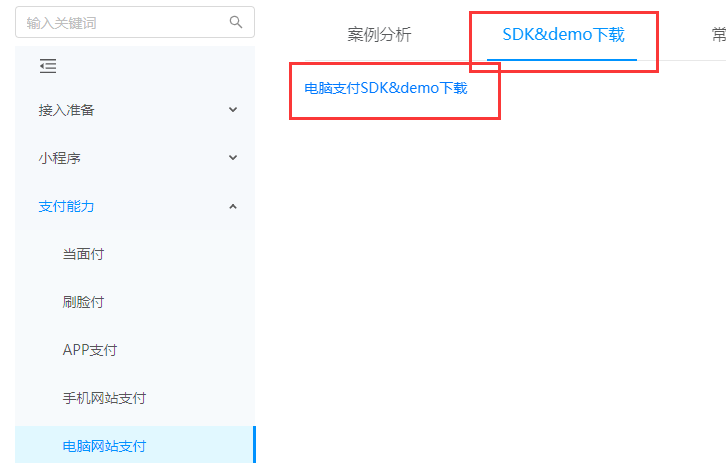 输入关键词
案例分析
SDK&demo下载
常
电脑支付SDK&demo下载
接入准备
小程序
支付能力
当面付
刷脸付
APP支付
手机网站支付
电脑网站支付